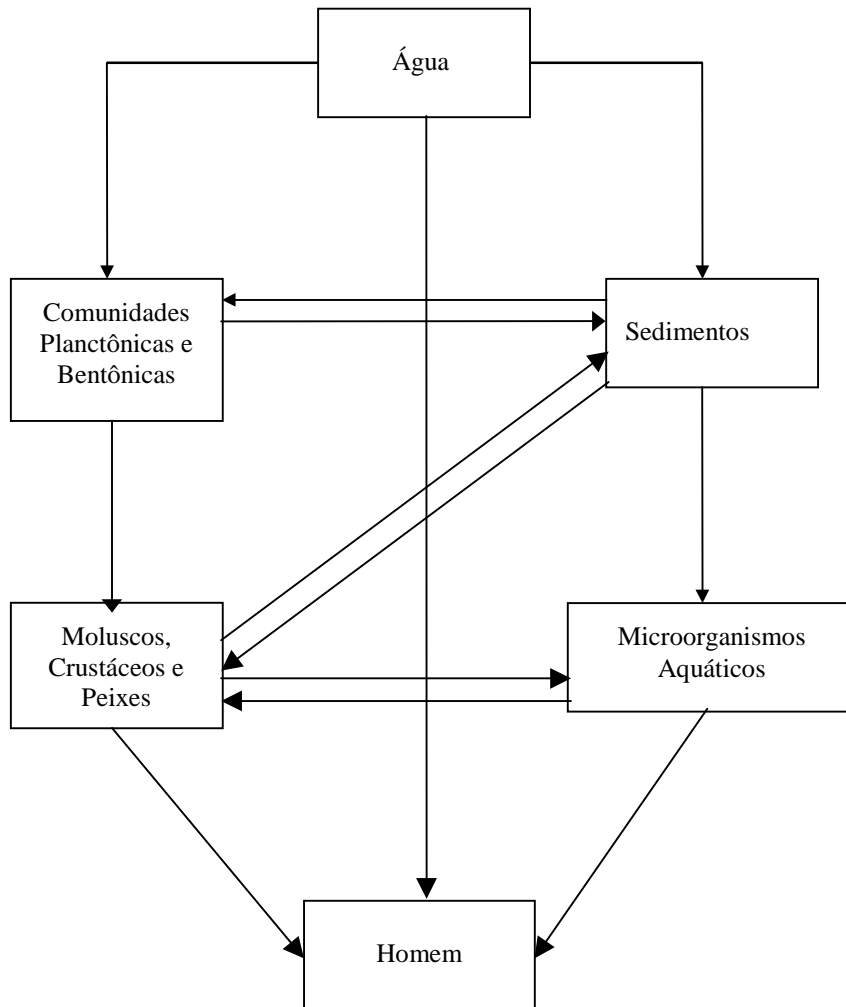 Água
Comunidades
Planctônicas e
Bentônicas
Sedimentos
Moluscos,
Crustáceos e
Peixes
Microorganismos
Aquáticos
Homem